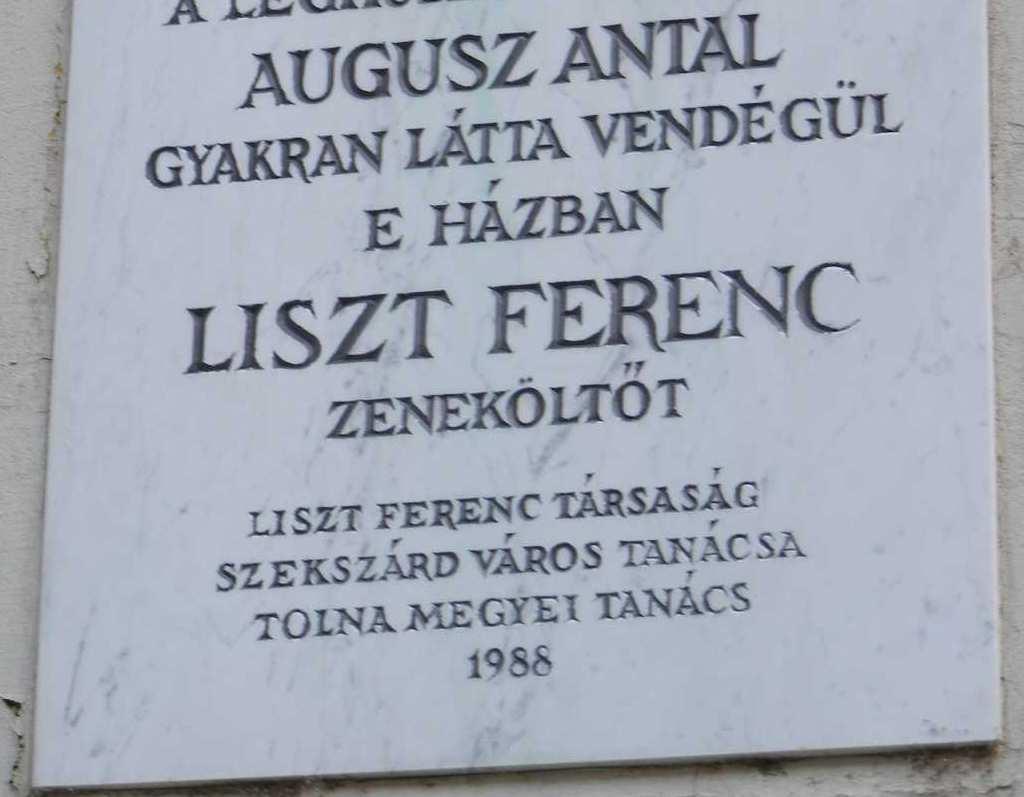 A
AUGUSZ ANTAL
GYAKRAN LÁTTA VENDÉGÜL
E HÁZBAN
LISZT FERENC
ZENEKÖLTŐT
LISZT FERENC TÁRSASÁG
SZEKSZÁRD VÁROS TANÁCSA
TOLNA MEGYEI TANÁCS
1988